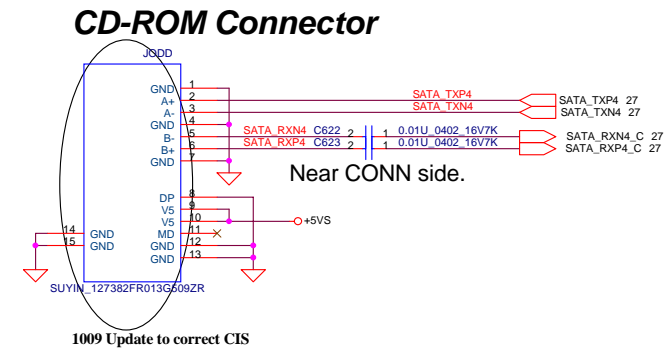 CD-ROM Connector
JODD
GND 1
A+ 2 SATA_TXP4 SATA_TXP4 27
A- 3 SATA_TXN4 SATA_TXN4 27
GND 4
B- 5 SATA_RXN4 C622 2 1 0.01U_0402_16V7K SATA_RXN4_C 27
B+ 6 SATA_RXP4 C623 2 1 0.01U_0402_16V7K SATA_RXP4_C 27
GND 7
Near CONN side.
DP 8
V5 9
V5 10 +5VS
14 GND MD 11
15 GND GND 12
GND 13
SUYIN_127382FR013G509ZR
1009 Update to correct CIS